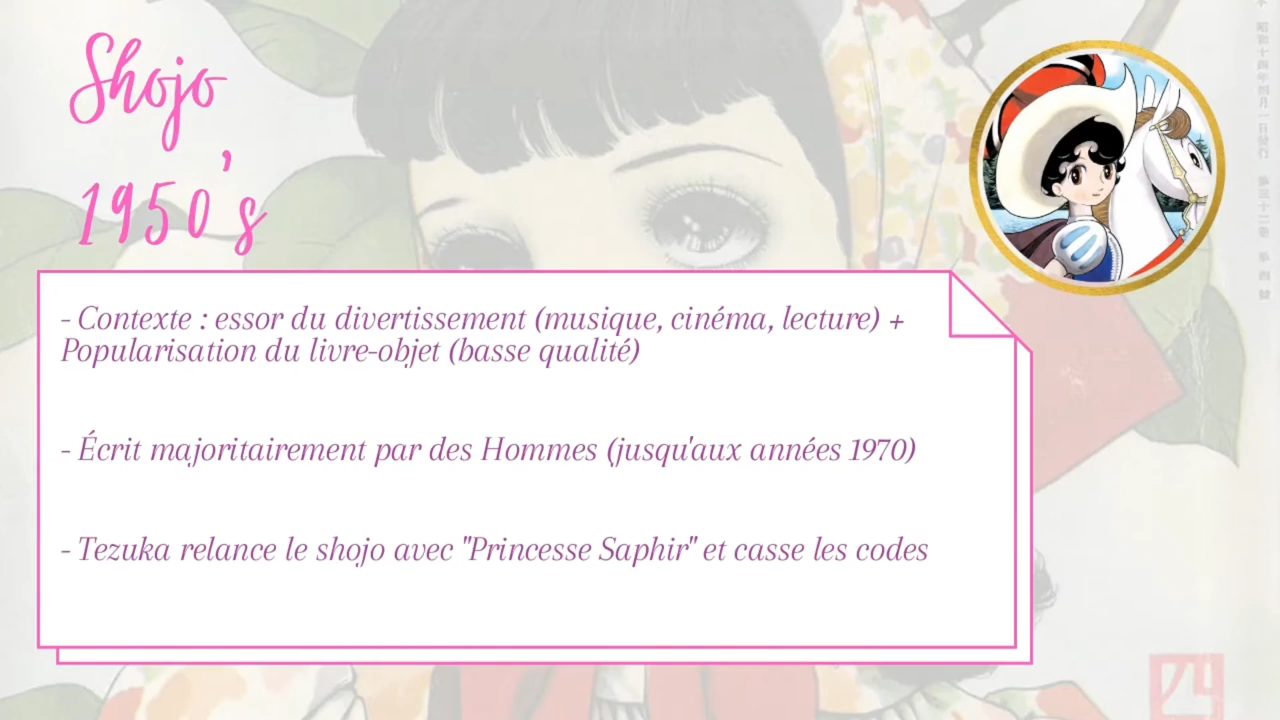 Shojo
1950's
- Contexte : essor du divertissement (musique, cinéma, lecture) +
Popularisation du livre-objet (basse qualité)
- Écrit majoritairement par des Hommes (jusqu'aux années 1970)
- Tezuka relance le shojo avec "Princesse Saphir" et casse les codes